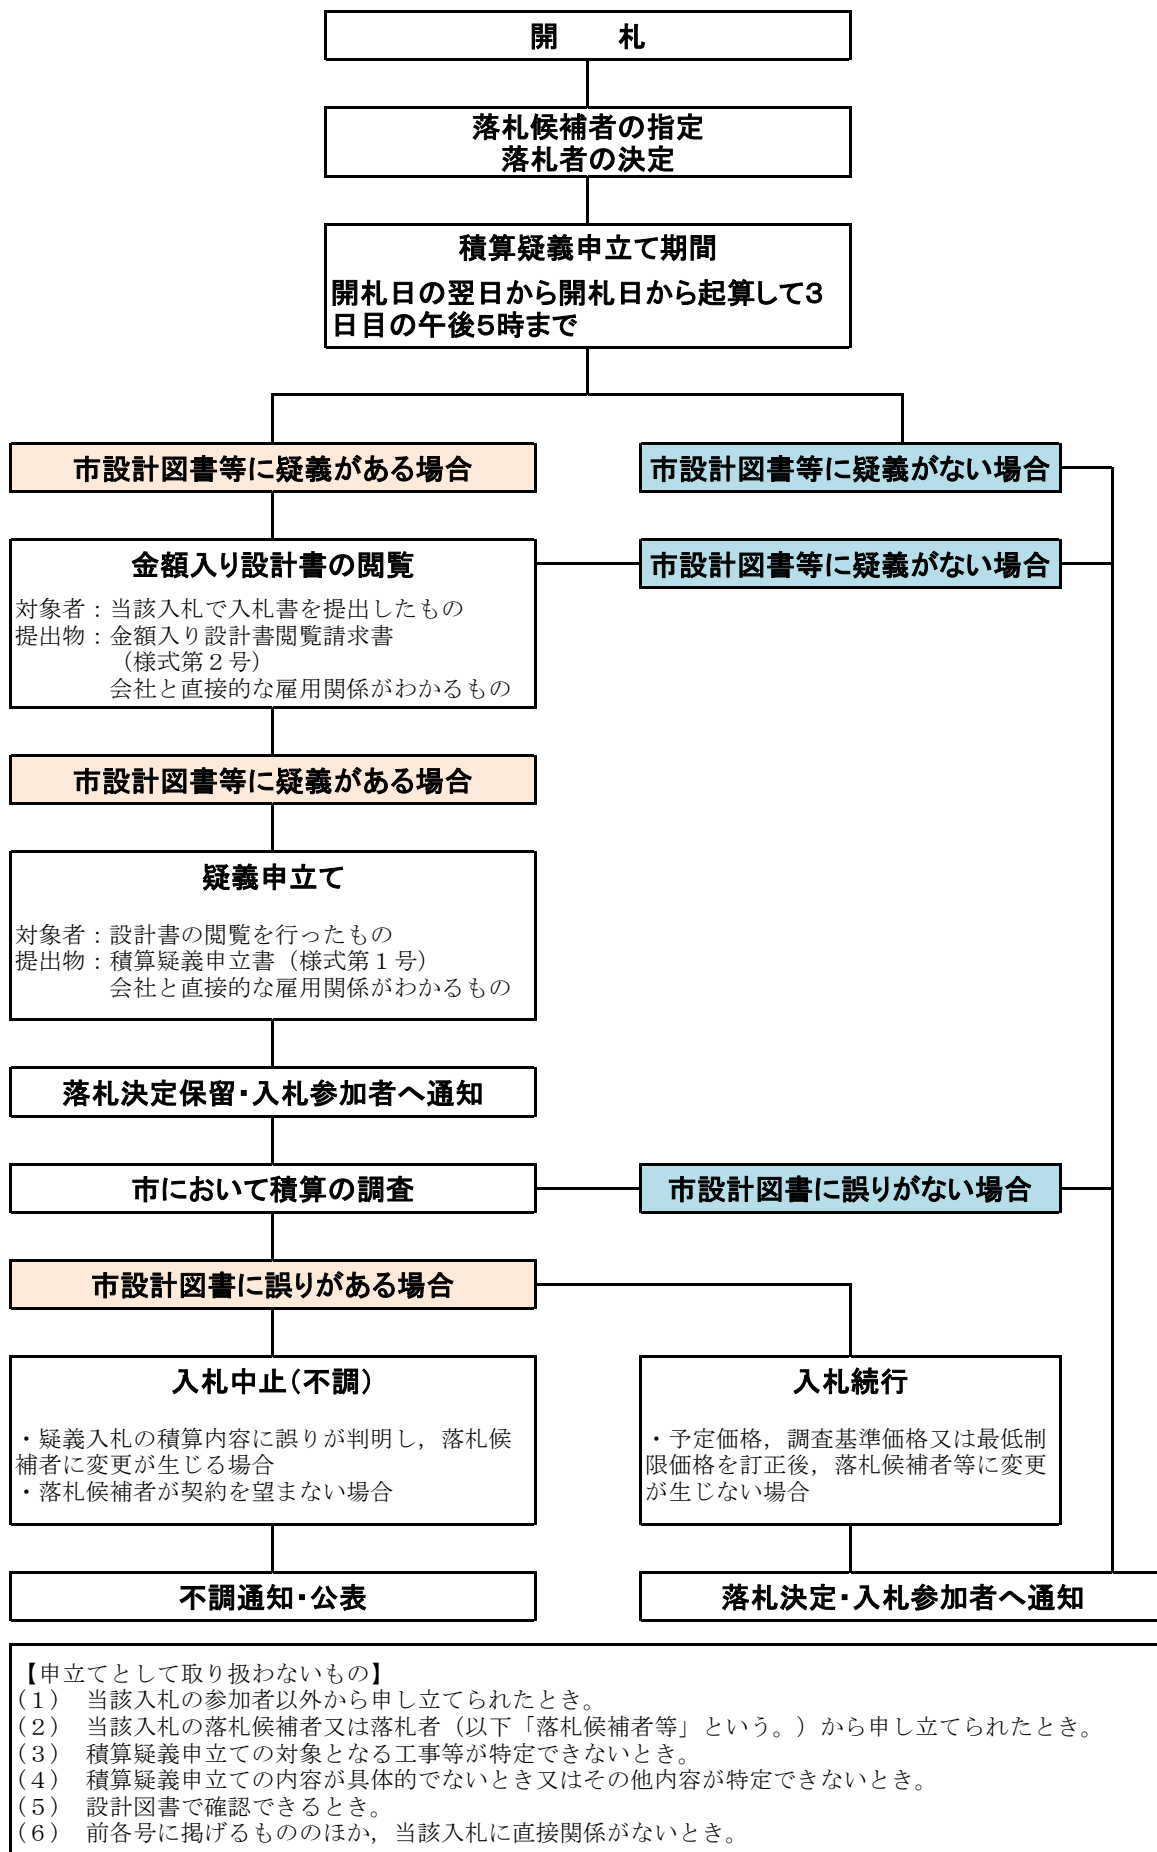 開　　札
落札候補者の指定
落札者の決定
積算疑義申立て期間
開札日の翌日から開札日から起算して3
日目の午後5時まで
市設計図書等に疑義がある場合
市設計図書等に疑義がない場合
金額入り設計書の閲覧
対象者：当該入札で入札書を提出したもの
提出物：金額入り設計書閲覧請求書
（様式第２号）
会社と直接的な雇用関係がわかるもの
市設計図書等に疑義がない場合
市設計図書等に疑義がある場合
疑義申立て
対象者：設計書の閲覧を行ったもの
提出物：積算疑義申立書（様式第１号）
会社と直接的な雇用関係がわかるもの
落札決定保留・入札参加者へ通知
市において積算の調査
市設計図書に誤りがない場合
市設計図書に誤りがある場合
入札中止（不調）
・疑義入札の積算内容に誤りが判明し，落札候
補者に変更が生じる場合
・落札候補者が契約を望まない場合
入札続行
・予定価格，調査基準価格又は最低制
限価格を訂正後，落札候補者等に変更
が生じない場合
不調通知・公表
落札決定・入札参加者へ通知
【申立てとして取り扱わないもの】
（１）　当該入札の参加者以外から申し立てられたとき。
（２）　当該入札の落札候補者又は落札者（以下「落札候補者等」という。）から申し立てられたとき。
（３）　積算疑義申立ての対象となる工事等が特定できないとき。
（４）　積算疑義申立ての内容が具体的でないとき又はその他内容が特定できないとき。
（５）　設計図書で確認できるとき。
（６）　前各号に掲げるもののほか，当該入札に直接関係がないとき。